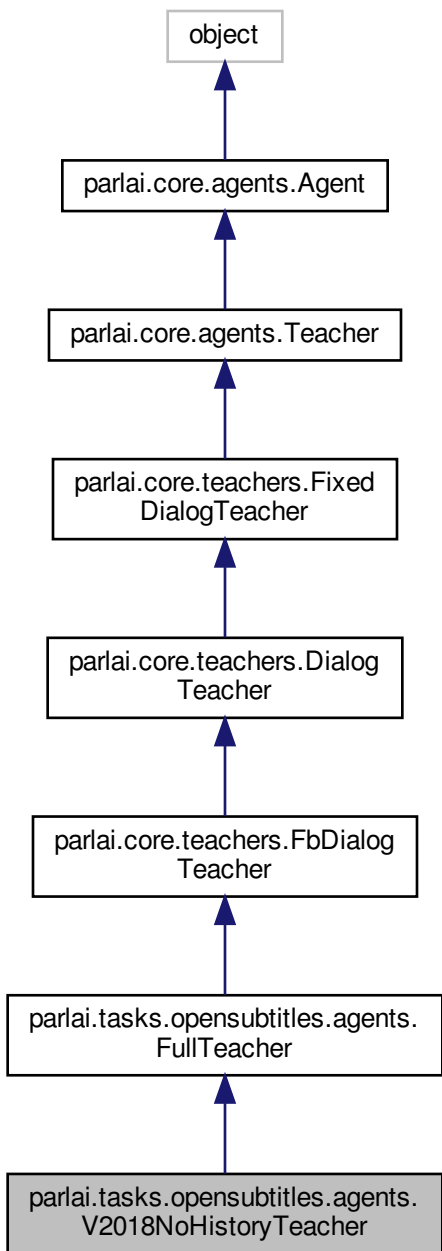 object
parlai.core.agents.Agent
parlai.core.agents.Teacher
parlai.core.teachers.Fixed
DialogTeacher
parlai.core.teachers.Dialog
Teacher
parlai.core.teachers.FbDialog
Teacher
parlai.tasks.opensubtitles.agents.
FullTeacher
parlai.tasks.opensubtitles.agents.
V2018NoHistoryTeacher